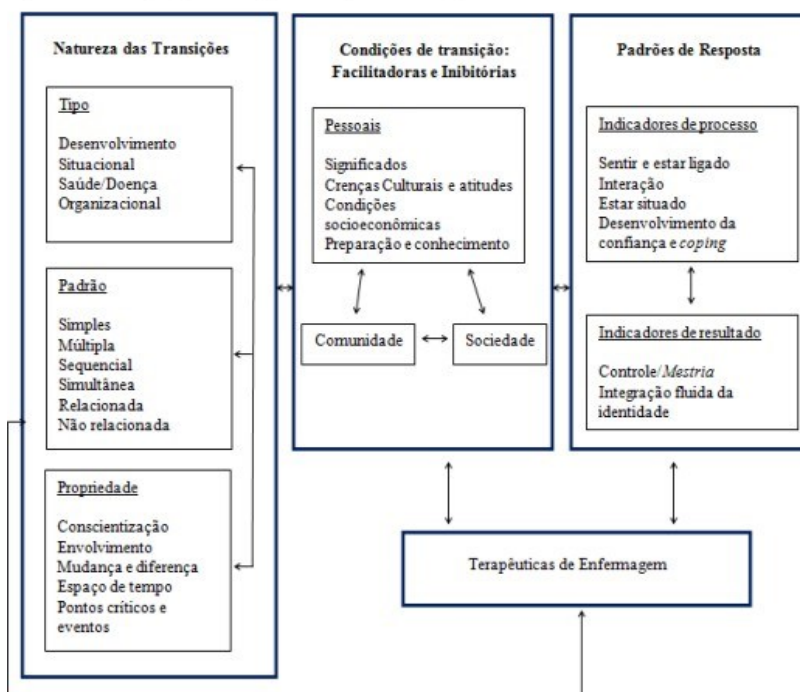 Natureza das Transições
Tipo
Desenvolvimento
Situacional
Saúde/Doença
Organizacional
Padrão
Simples
Múltipla
Sequencial
Simultânea
Relacionada
Não relacionada
Propriedade
Conscientização
Envolvimento
Mudança e diferença
Espaço de tempo
Pontos críticos e
eventos
Condições de transição:
Facilitadoras e Inibitórias
Pessoais
Significados
Crenças Culturais e atitudes
Condições
socioeconômicas
Preparação e conhecimento
Comunidade
Sociedade
Padrões de Resposta
Indicadores de processo
Sentir e estar ligado
Interação
Estar situado
Desenvolvimento da
confiança e coping
Indicadores de resultado
Controle/Mestria
Integração fluida da
identidade
Terapêuticas de Enfermagem